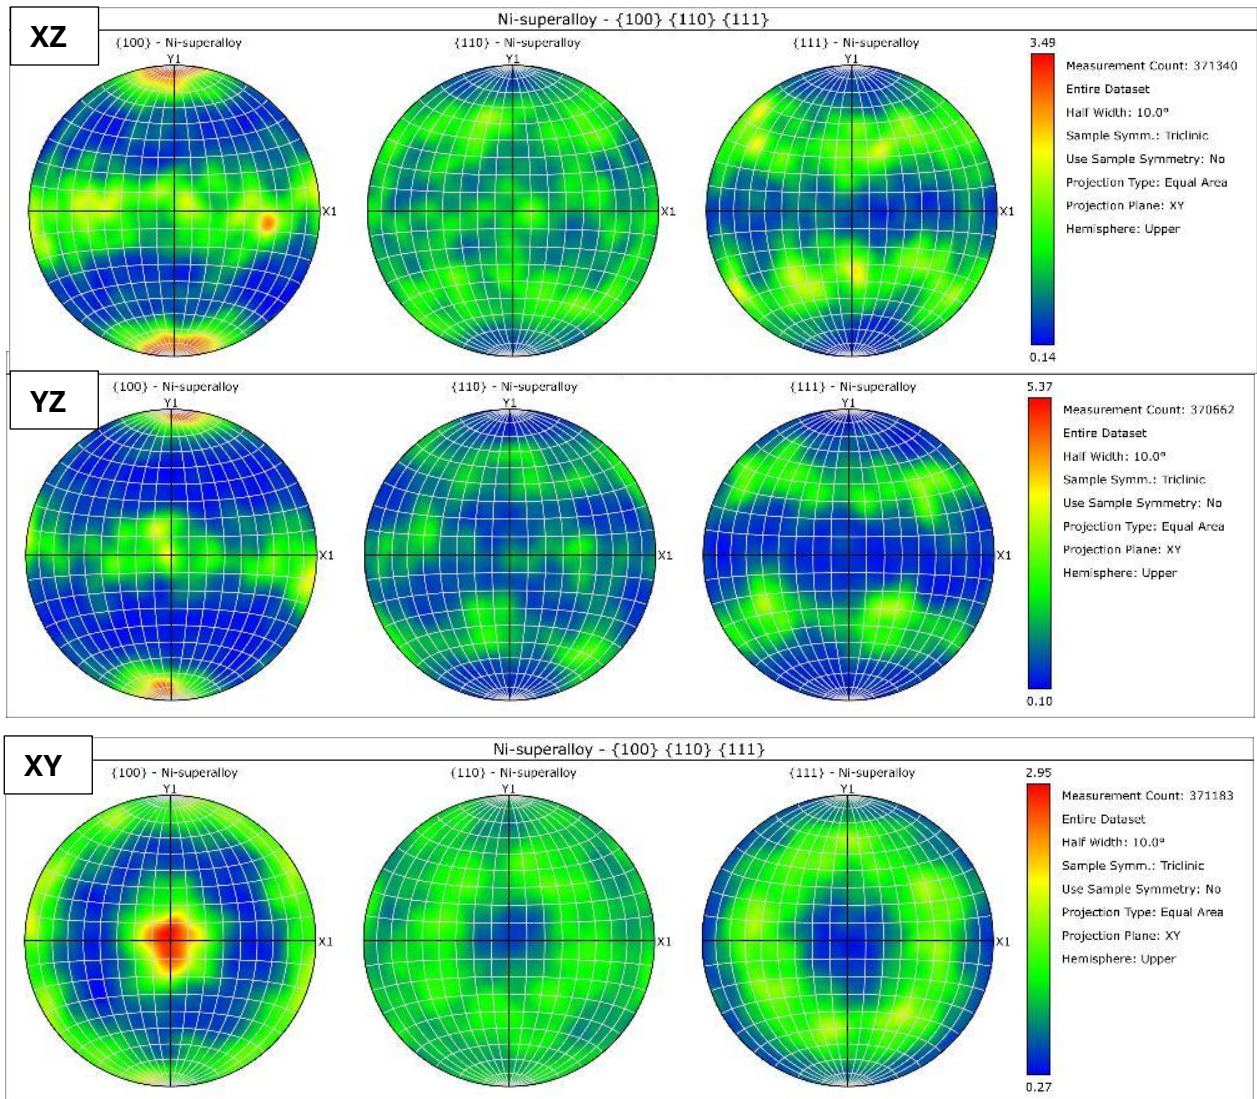 XZ
Ni-superalloy - {100} {110} {111}
{100} - Ni-superalloy
{110} - Ni-superalloy
{111} - Ni-superalloy
Y1
Y1
Y1
X1
X1
X1
3.49
0.14
Measurement Count: 371340
Entire Dataset
Half Width: 10.0°
Sample Symm.: Triclinic
Use Sample Symmetry: No
Projection Type: Equal Area
Projection Plane: XY
Hemisphere: Upper
YZ
{100} - Ni-superalloy
{110} - Ni-superalloy
{111} - Ni-superalloy
Y1
Y1
Y1
X1
X1
X1
5.37
0.10
Measurement Count: 370662
Entire Dataset
Half Width: 10.0°
Sample Symm.: Triclinic
Use Sample Symmetry: No
Projection Type: Equal Area
Projection Plane: XY
Hemisphere: Upper
XY
Ni-superalloy - {100} {110} {111}
{100} - Ni-superalloy
{110} - Ni-superalloy
{111} - Ni-superalloy
Y1
Y1
Y1
X1
X1
X1
2.95
0.27
Measurement Count: 371183
Entire Dataset
Half Width: 10.0°
Sample Symm.: Triclinic
Use Sample Symmetry: No
Projection Type: Equal Area
Projection Plane: XY
Hemisphere: Upper